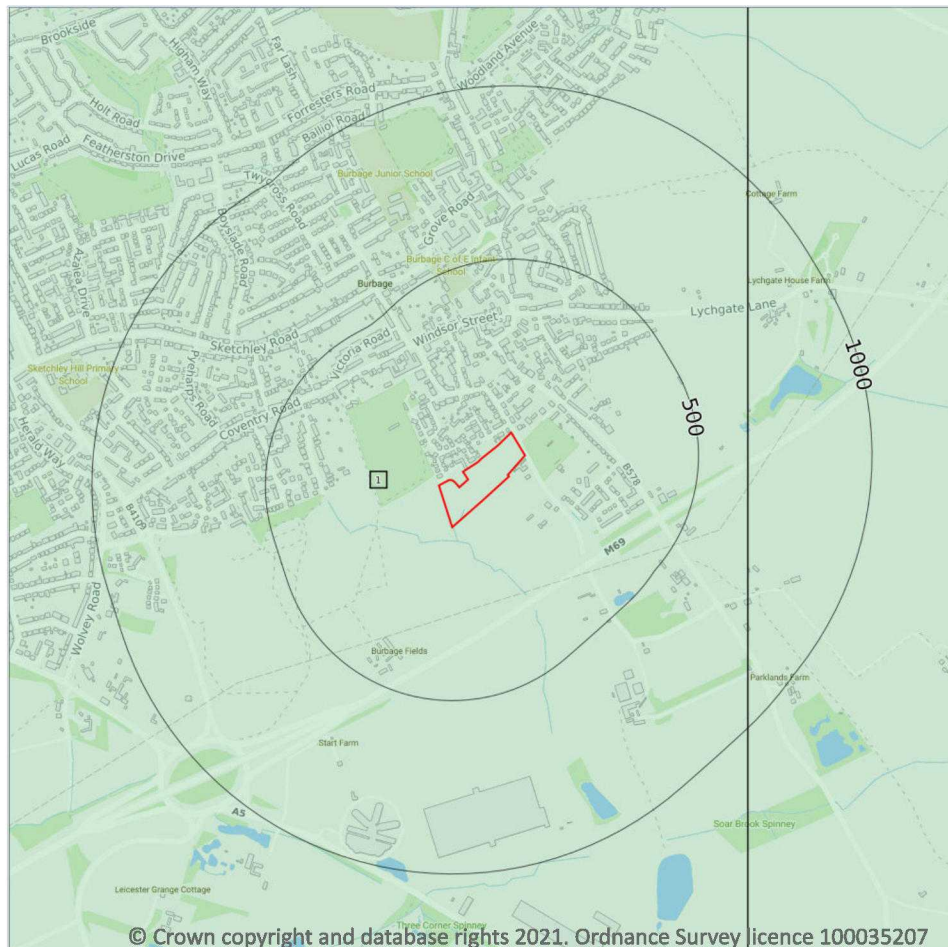 Brookside
Higham Way
Far Lash
Woodland Avenue
Forresters Road
Holt Road
Balliol Road
Lucas Road
Featherston Drive
Burbage Junior School
Twycross Road
Cottage Farm
Boyslade Road
Grove Road
Azalea Drive
Burbage C of E Infant
School
Burbage
Lychgate House Farm
Lychgate Lane
Windsor Street
Sketchley Road
Victoria Road
1000
Sketchley Hill Primary
School
Pyeharps Road
500
Coventry Road
Herald Way
B578
1
B4109
M69
Wolvey Road
Burbage Fields
Parklands Farm
Start Farm
A5
Soar Brook Spinney
Leicester Grange Cottage
Three Corner Spinney
© Crown copyright and database rights 2021. Ordnance Survey licence 100035207